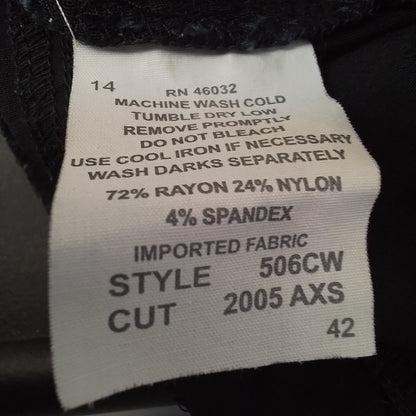 14 RN 46032
MACHINE WASH COLD
TUMBLE DRY LOW
REMOVE PROMPTLY
DO NOT BLEACH
USE COOL IRON IF NECESSARY
WASH DARKS SEPARATELY
72% RAYON 24% NYLON
4% SPANDEX
IMPORTED FABRIC
STYLE 506CW
CUT 2005 AXS
42